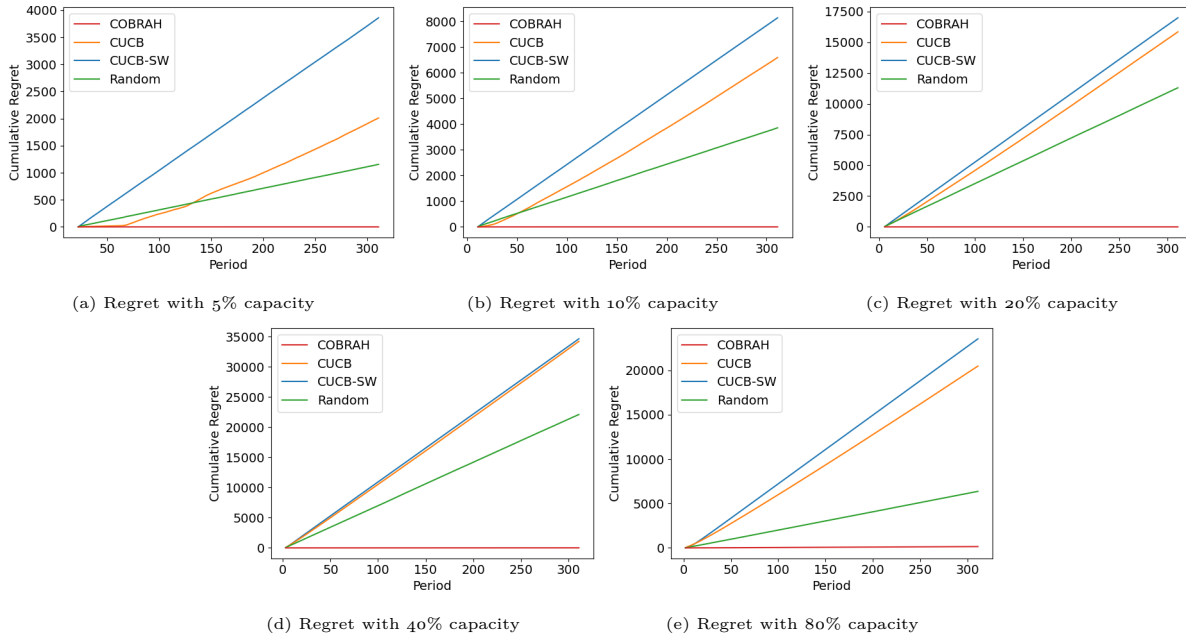 COBRAH
CUCB
CUCB-SW
Random
4000
3500
3000
2500
2000
1500
1000
500
0
Cumulative Regret
50
100
150
200
250
300
Period
(a) Regret with 5% capacity
COBRAH
CUCB
CUCB-SW
Random
8000
7000
6000
5000
4000
3000
2000
1000
0
Cumulative Regret
0
50
100
150
200
250
300
Period
(b) Regret with 10% capacity
COBRAH
CUCB
CUCB-SW
Random
17500
15000
12500
10000
7500
5000
2500
0
Cumulative Regret
0
50
100
150
200
250
300
Period
(c) Regret with 20% capacity
COBRAH
CUCB
CUCB-SW
Random
35000
30000
25000
20000
15000
10000
5000
0
Cumulative Regret
0
50
100
150
200
250
300
Period
(d) Regret with 40% capacity
COBRAH
CUCB
CUCB-SW
Random
20000
15000
10000
5000
0
Cumulative Regret
0
50
100
150
200
250
300
Period
(e) Regret with 80% capacity